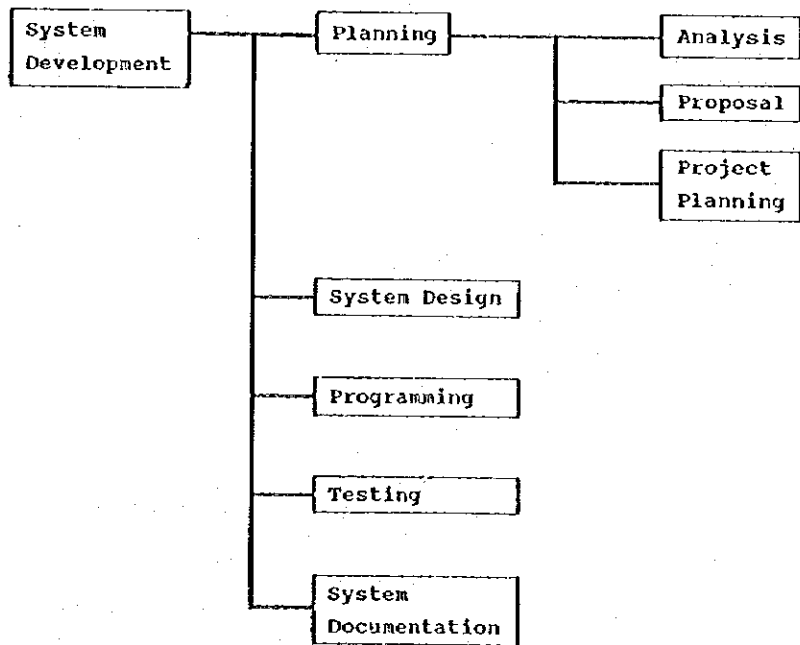 System
Development
Planning
Analysis
Proposal
Project
Planning
System Design
Programming
Testing
System
Documentation